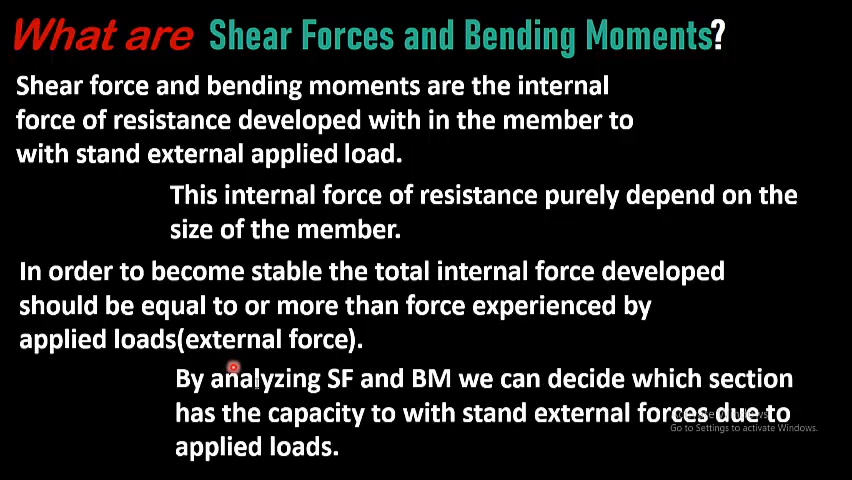 What are Shear Forces and Bending Moments?
Shear force and bending moments are the internal
force of resistance developed with in the member to
with stand external applied load.
This internal force of resistance purely depend on the
size of the member.
In order to become stable the total internal force developed
should be equal to or more than force experienced by
applied loads(external force).
By analyzing SF and BM we can decide which section
has the capacity to with stand external forces due to
applied loads.
Go to Settings to activate Windows.